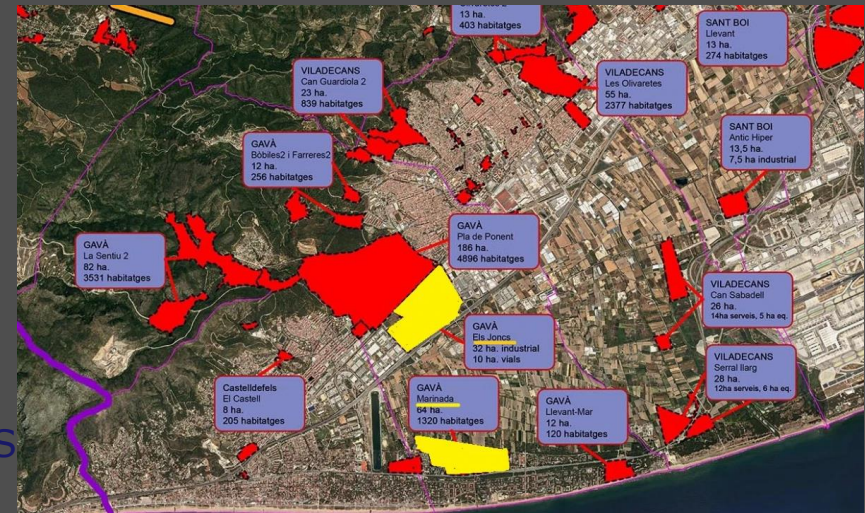 13 ha.
403 habitatges
SANT BOI
Llevant
13 ha.
274 habitatges
VILADECANS
Can Guardiola 2
23 ha.
839 habitatges
VILADECANS
Les Olivaretes
55 ha.
2377 habitatges
SANT BOI
Antic Hiper
13,5 ha.
7,5 ha industrial
GAVÀ
Bòbiles2 i Farreres2
12 ha.
256 habitatges
GAVÀ
La Sentiu 2
82 ha.
3531 habitatges
GAVÀ
Pla de Ponent
186 ha.
4896 habitatges
VILADECANS
Can Sabadell
26 ha.
14ha serveis, 5 ha eq.
GAVÀ
Els Joncs
32 ha. industrial
10 ha. vials
VILADECANS
Serral llarg
28 ha.
12ha serveis, 6 ha eq.
Castelldefels
El Castell
8 ha.
205 habitatges
GAVÀ
Marinada
64 ha.
1320 habitatges
GAVÀ
Llevant-Mar
12 ha.
120 habitatges
s